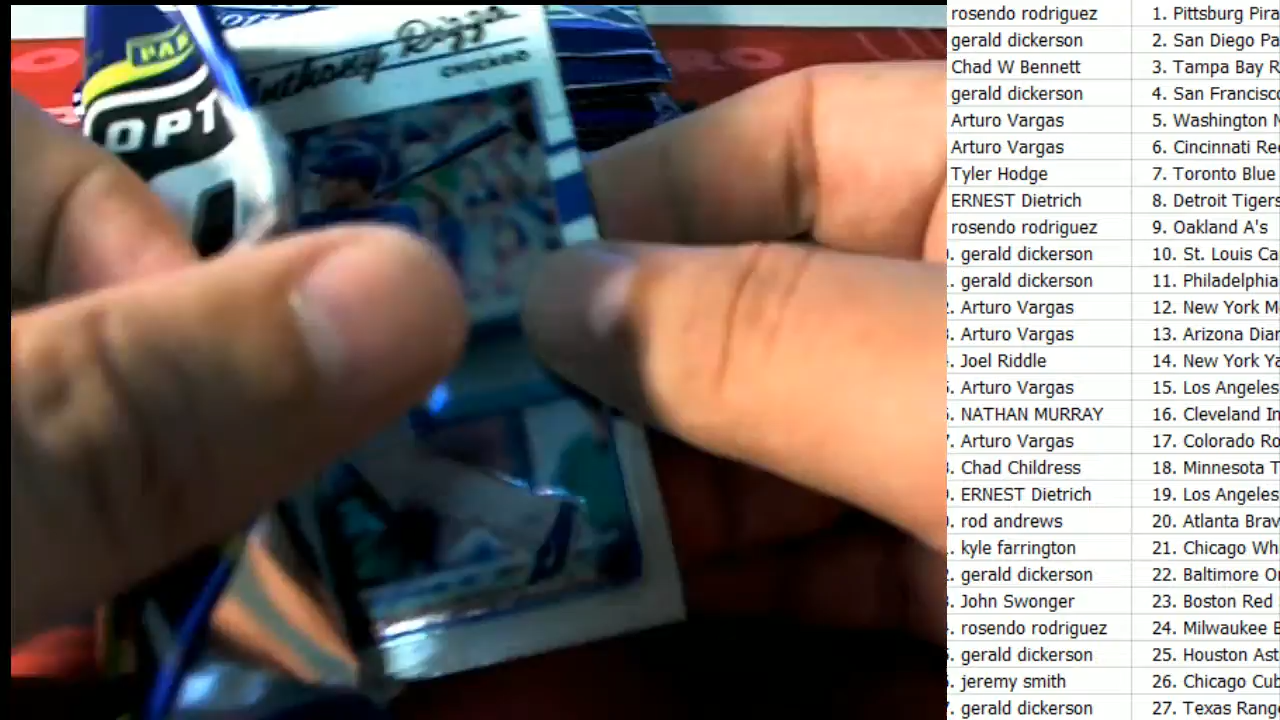 Anthony Rizzo
CHICAGO
OPT
rosendo rodriguez 1. Pittsburg Pira
gerald dickerson 2. San Diego Pa
Chad W Bennett 3. Tampa Bay R
gerald dickerson 4. San Francisco
Arturo Vargas 5. Washington N
Arturo Vargas 6. Cincinnati Re
Tyler Hodge 7. Toronto Blue
ERNEST Dietrich 8. Detroit Tigers
rosendo rodriguez 9. Oakland A's
. gerald dickerson 10. St. Louis Ca
. gerald dickerson 11. Philadelphia
. Arturo Vargas 12. New York M
. Arturo Vargas 13. Arizona Diar
. Joel Riddle 14. New York Ya
. Arturo Vargas 15. Los Angeles
. NATHAN MURRAY 16. Cleveland In
. Arturo Vargas 17. Colorado Ro
. Chad Childress 18. Minnesota T
. ERNEST Dietrich 19. Los Angeles
. rod andrews 20. Atlanta Brav
. kyle farrington 21. Chicago Wh
. gerald dickerson 22. Baltimore O
. John Swonger 23. Boston Red
. rosendo rodriguez 24. Milwaukee B
. gerald dickerson 25. Houston Ast
. jeremy smith 26. Chicago Cub
. gerald dickerson 27. Texas Rang